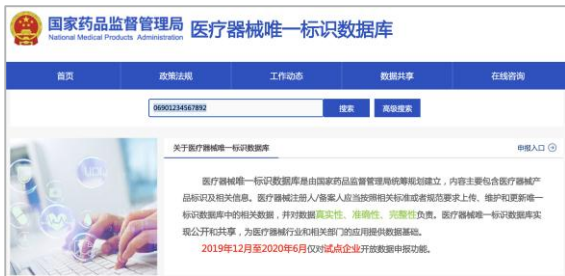 国家药品监督管理局 医疗器械唯一标识数据库
National Medical Products Administration
首页 政策法规 工作动态 数据共享 在线咨询
06901234567892 搜索 高级搜索
关于医疗器械唯一标识数据库 申报入口
医疗器械唯一标识数据库是由国家药品监督管理局统筹规划建立，内容主要包含医疗器械产
品标识及相关信息。医疗器械注册人/备案人应当按照相关标准或者规范要求上传、维护和更新唯一
标识数据库中的相关数据，并对数据真实性、准确性、完整性负责。医疗器械唯一标识数据库实
现公开和共享，为医疗器械行业和相关部门的应用提供数据基础。
2019年12月至2020年6月仅对试点企业开放数据申报功能。
UDI